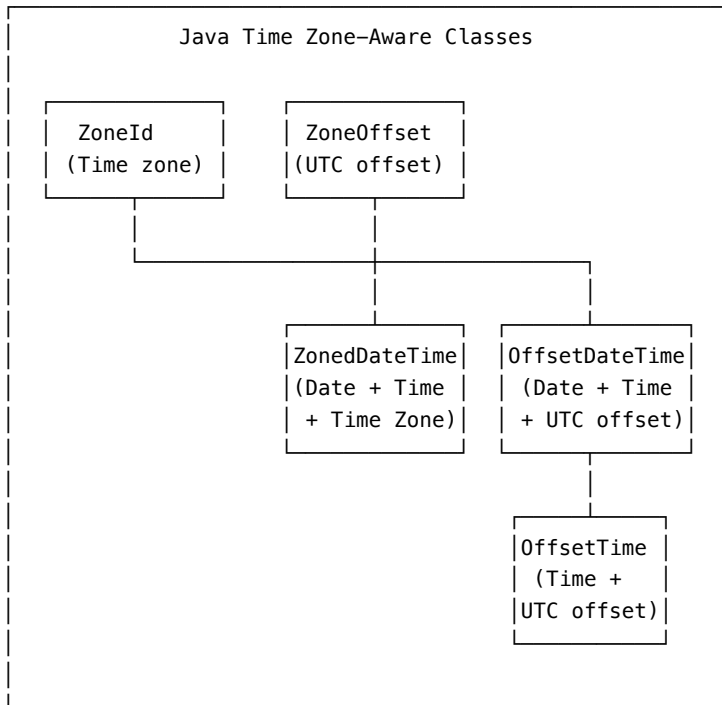 Java Time Zone-Aware Classes
ZoneId
(Time zone)
ZoneOffset
(UTC offset)
ZonedDateTime
(Date + Time
+ Time Zone)
OffsetDateTime
(Date + Time
+ UTC offset)
OffsetTime
(Time +
UTC offset)